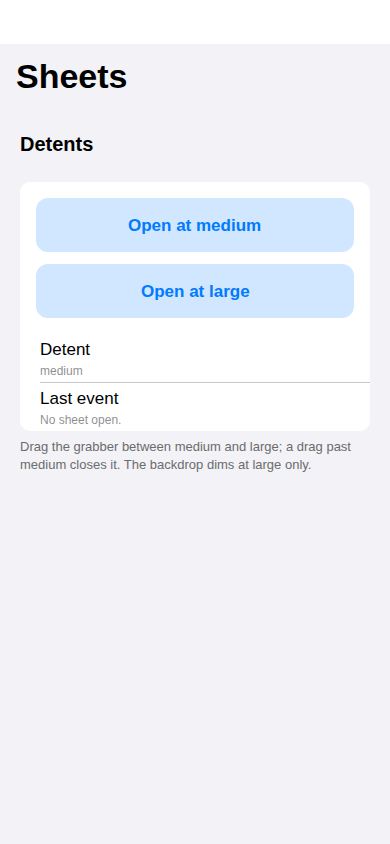 Sheets
Detents
Open at medium
Open at large
Detent
medium
Last event
No sheet open.
Drag the grabber between medium and large; a drag past
medium closes it. The backdrop dims at large only.